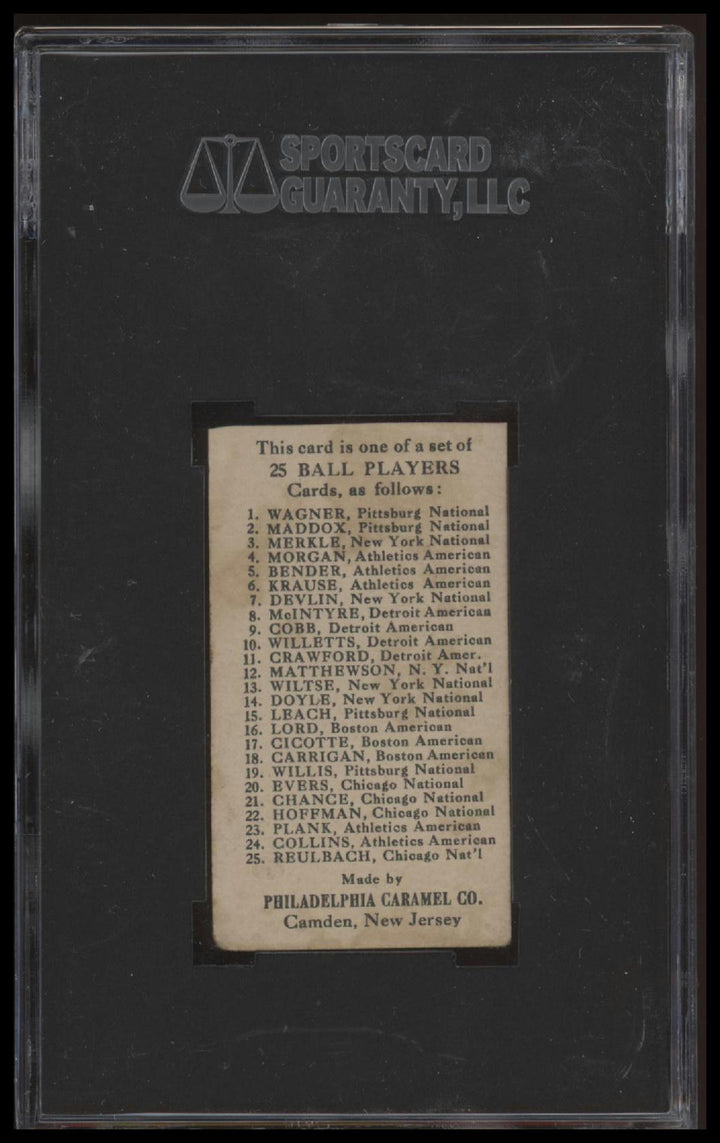 SPORTSCARD
GUARANTY, LLC
This card is one of a set of
25 BALL PLAYERS
Cards, as follows:
1. WAGNER, Pittsburg National
2. MADDOX, Pittsburg National
3. MERKLE, New York National
4. MORGAN, Athletics American
5. BENDER, Athletics American
6. KRAUSE, Athletics American
7. DEVLIN, New York National
8. McINTYRE, Detroit American
9. COBB, Detroit American
10. WILLETTS, Detroit American
11. CRAWFORD, Detroit Amer.
12. MATTHEWSON, N. Y. Nat'l
13. WILTSE, New York National
14. DOYLE, New York National
15. LEACH, Pittsburg National
16. LORD, Boston American
17. CICOTTE, Boston American
18. CARRIGAN, Boston American
19. WILLIS, Pittsburg National
20. EVERS, Chicago National
21. CHANCE, Chicago National
22. HOFFMAN, Chicago National
23. PLANK, Athletics American
24. COLLINS, Athletics American
25. REULBACH, Chicago Nat'l
Made by
PHILADELPHIA CARAMEL CO.
Camden, New Jersey